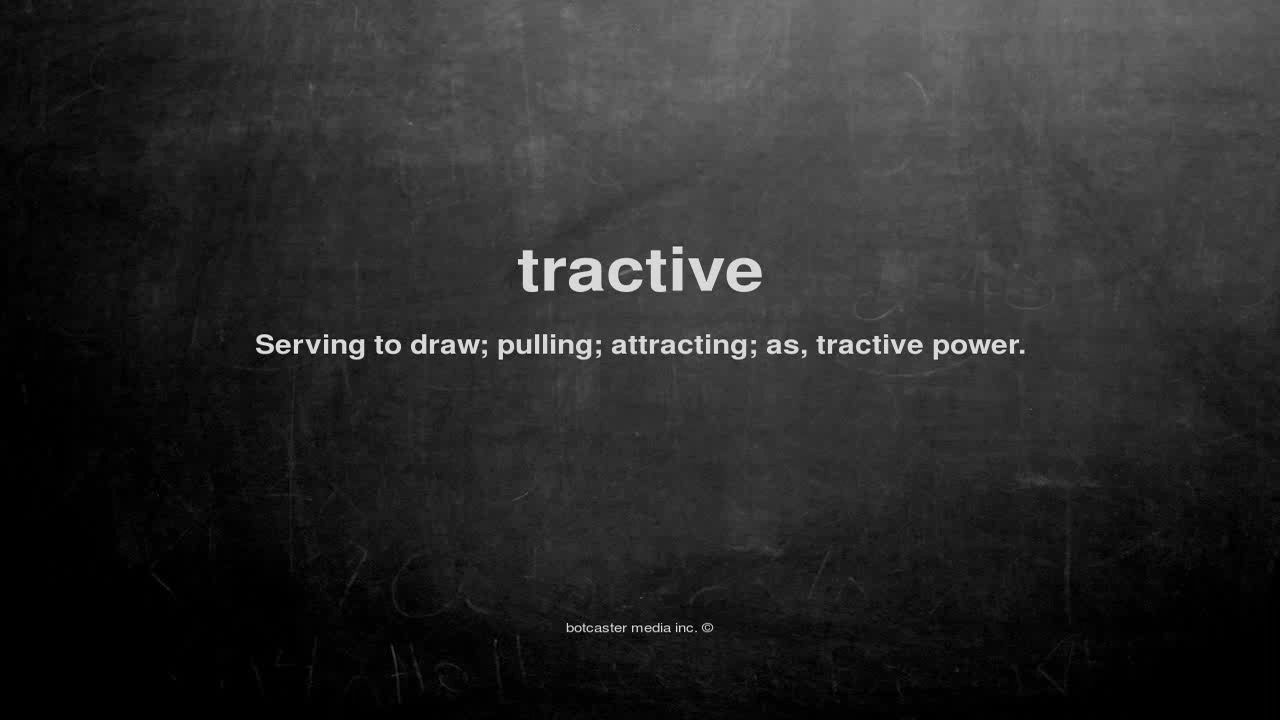 tractive
Serving to draw; pulling; attracting; as, tractive power.
botcaster media inc. ©